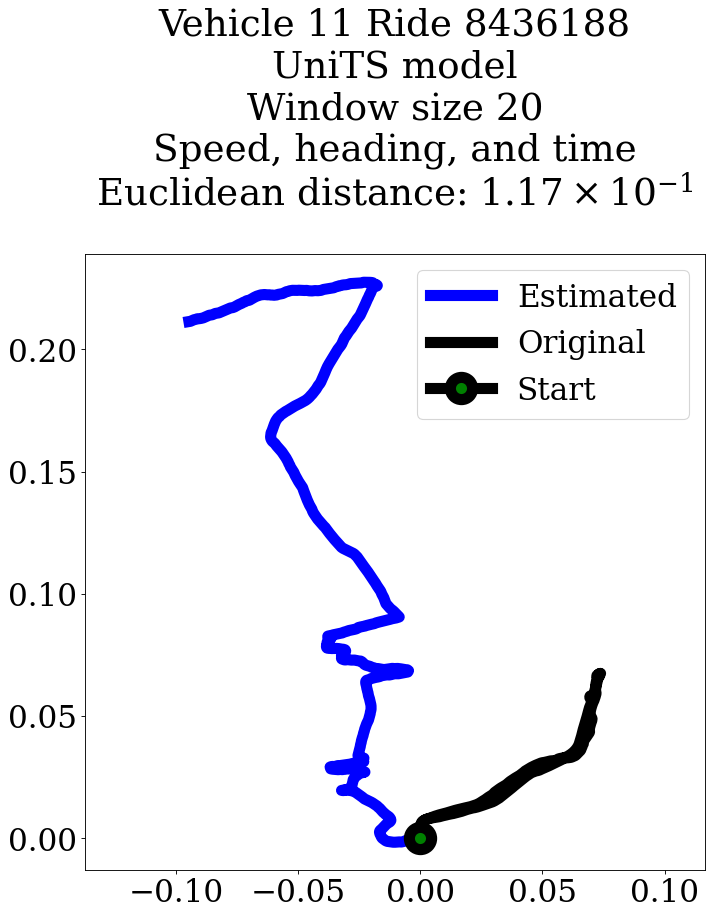 Vehicle 11 Ride 8436188
UniTS model
Window size 20
Speed, heading, and time
Euclidean distance: 1.17 × 10⁻¹
Estimated
Original
Start
0.20
0.15
0.10
0.05
0.00
−0.10 −0.05 0.00 0.05 0.10